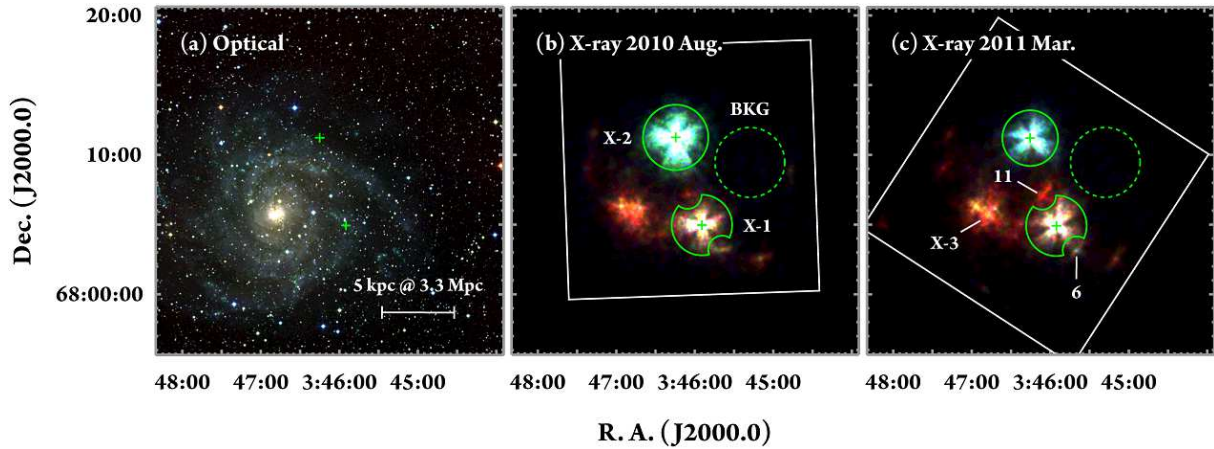 20:00
10:00
68:00:00
Dec. (J2000.0)
(a) Optical
5 kpc @ 3.3 Mpc
48:00 47:00 3:46:00 45:00
(b) X-ray 2010 Aug.
BKG
X-2
X-1
48:00 47:00 3:46:00 45:00
(c) X-ray 2011 Mar.
11
X-3
6
48:00 47:00 3:46:00 45:00
R. A. (J2000.0)